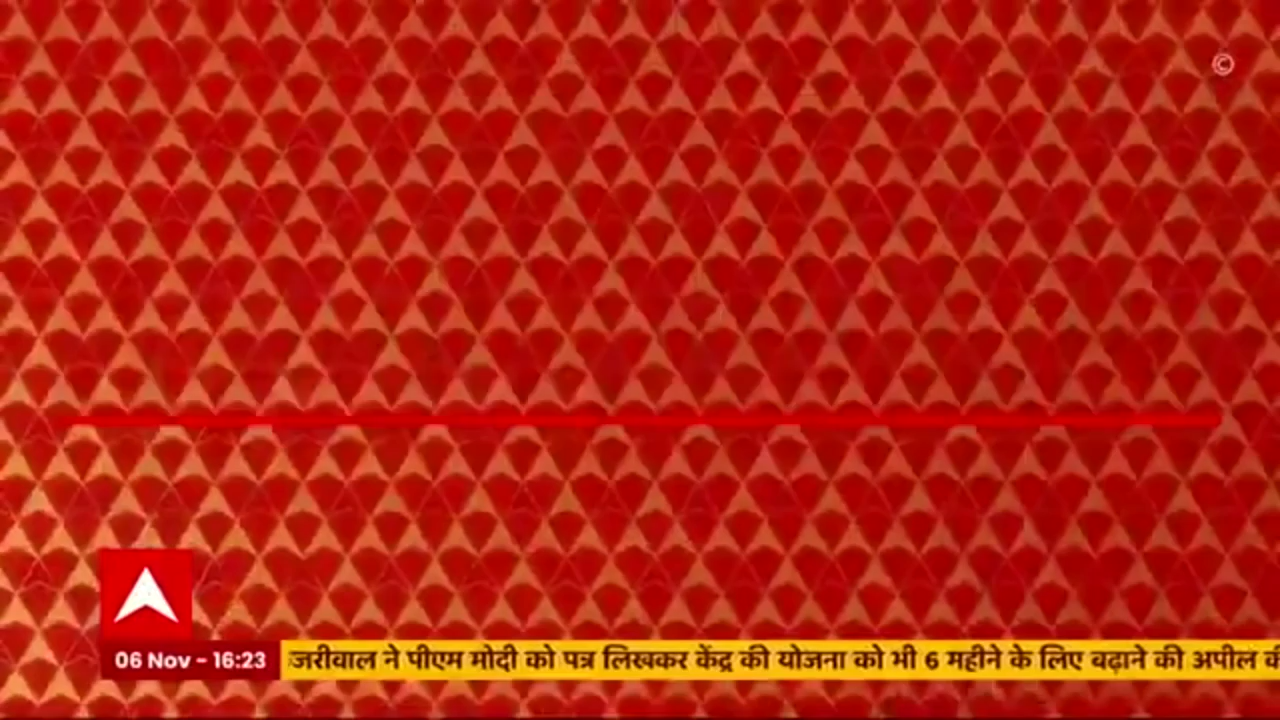 ©
06 Nov - 16:23
जरीवाल ने पीएम मोदी को पत्र लिखकर केंद्र की योजना को भी 6 महीने के लिए बढ़ाने की अपील